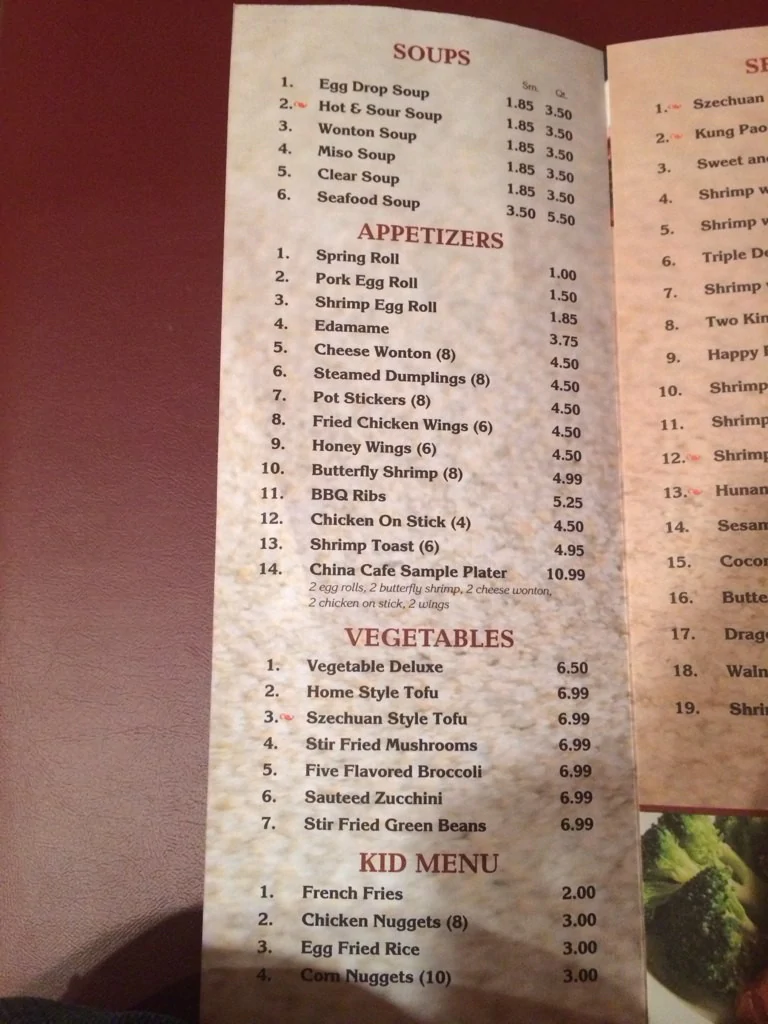 SOUPS
Sm. Qt.
1. Egg Drop Soup 1.85 3.50
2. Hot & Sour Soup 1.85 3.50
3. Wonton Soup 1.85 3.50
4. Miso Soup 1.85 3.50
5. Clear Soup 1.85 3.50
6. Seafood Soup 3.50 5.50
APPETIZERS
1. Spring Roll 1.00
2. Pork Egg Roll 1.50
3. Shrimp Egg Roll 1.85
4. Edamame 3.75
5. Cheese Wonton (8) 4.50
6. Steamed Dumplings (8) 4.50
7. Pot Stickers (8) 4.50
8. Fried Chicken Wings (6) 4.50
9. Honey Wings (6) 4.50
10. Butterfly Shrimp (8) 4.99
11. BBQ Ribs 5.25
12. Chicken On Stick (4) 4.50
13. Shrimp Toast (6) 4.95
14. China Cafe Sample Plater 10.99
2 egg rolls, 2 butterfly shrimp, 2 cheese wonton,
2 chicken on stick, 2 wings
VEGETABLES
1. Vegetable Deluxe 6.50
2. Home Style Tofu 6.99
3. Szechuan Style Tofu 6.99
4. Stir Fried Mushrooms 6.99
5. Five Flavored Broccoli 6.99
6. Sauteed Zucchini 6.99
7. Stir Fried Green Beans 6.99
KID MENU
1. French Fries 2.00
2. Chicken Nuggets (8) 3.00
3. Egg Fried Rice 3.00
4. Corn Nuggets (10) 3.00
1. Szechuan
2. Kung Pao
3. Sweet
4. Shrimp
5. Shrimp
6. Triple
7. Shrimp
8. Two
9. Happy
10. Shrimp
11. Shrimp
12. Shrimp
13. Hunan
14.
15.
16.
17.
18.
19.